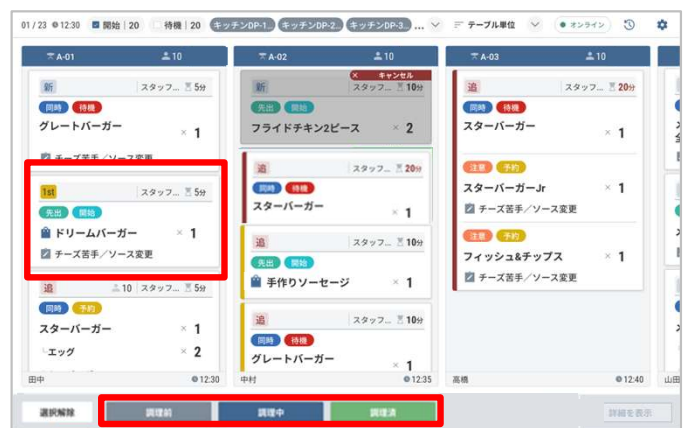 01/23 12:30 開始|20 待機|20 キッチンDP-1.. キッチンDP-2.. キッチンDP-3.. ... テーブル単位 オンライン
A-01 10
新 スタッフ... 5分
同時 待機
グレートバーガー × 1
チーズ苦手／ソース変更
1st スタッフ... 5分
先出 開始
ドリームバーガー × 1
チーズ苦手／ソース変更
追 10 スタッフ... 5分
同時 予約
スターバーガー × 1
エッグ × 2
田中 12:30
A-02 10
× キャンセル
新 スタッフ... 10分
先出 開始
フライドチキン2ピース × 2
追 スタッフ... 20分
同時 待機
スターバーガー × 1
追 スタッフ... 10分
先出 開始
手作りソーセージ × 1
追 スタッフ... 10分
同時 待機
グレートバーガー × 1
中村 12:35
A-03 10
追 スタッフ... 20分
同時 待機
スターバーガー × 1
注意 予約
スターバーガーJr × 1
チーズ苦手／ソース変更
注意 予約
フィッシュ&チップス × 1
チーズ苦手／ソース変更
高橋 12:40
山田
選択解除 調理前 調理中 調理済 詳細を表示